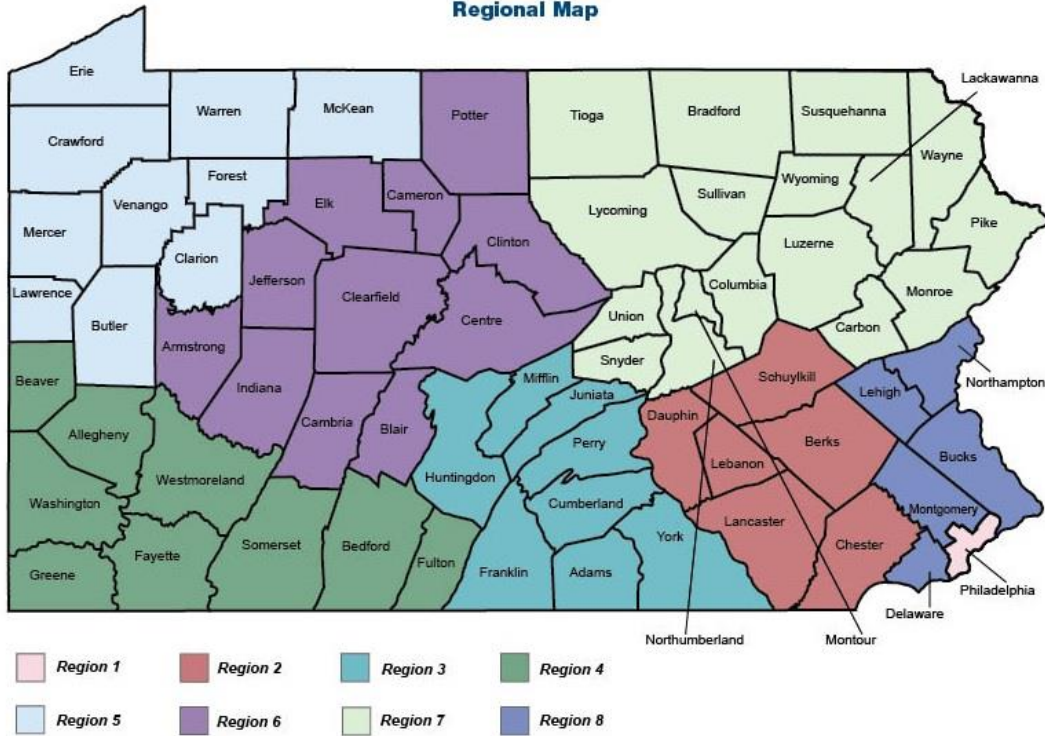 Regional Map
Lackawanna
Erie
Warren
McKean
Potter
Tioga
Bradford
Susquehanna
Crawford
Wayne
Forest
Wyoming
Venango
Elk
Cameron
Sullivan
Lycoming
Pike
Mercer
Clinton
Luzerne
Clarion
Jefferson
Columbia
Lawrence
Clearfield
Monroe
Butler
Union
Centre
Carbon
Armstrong
Snyder
Northampton
Beaver
Mifflin
Schuylkill
Indiana
Juniata
Lehigh
Dauphin
Cambria
Blair
Allegheny
Perry
Berks
Bucks
Lebanon
Huntingdon
Westmoreland
Cumberland
Washington
Montgomery
Lancaster
York
Somerset
Bedford
Chester
Fayette
Fulton
Greene
Franklin
Adams
Philadelphia
Delaware
Northumberland
Montour
Region 1
Region 2
Region 3
Region 4
Region 5
Region 6
Region 7
Region 8